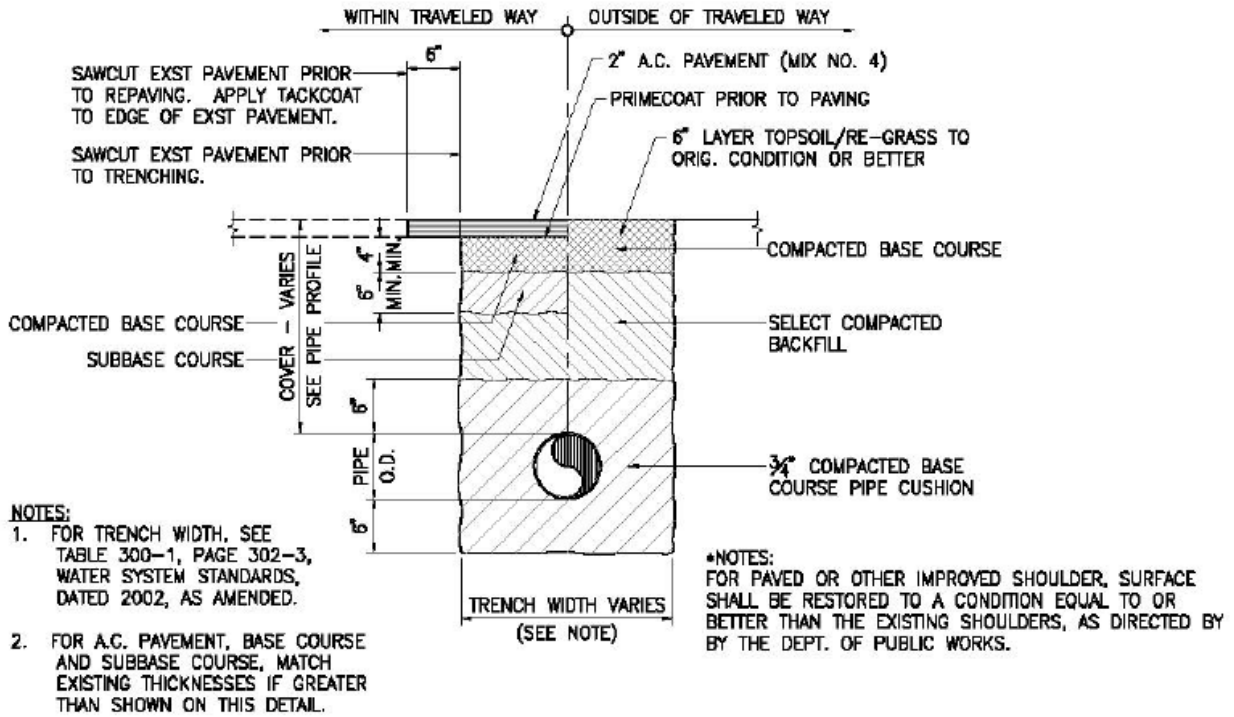 WITHIN TRAVELED WAY
OUTSIDE OF TRAVELED WAY
6"
SAWCUT EXST PAVEMENT PRIOR
TO REPAVING. APPLY TACKCOAT
TO EDGE OF EXST PAVEMENT.
SAWCUT EXST PAVEMENT PRIOR
TO TRENCHING.
2" A.C. PAVEMENT (MIX NO. 4)
PRIMECOAT PRIOR TO PAVING
6" LAYER TOPSOIL/RE-GRASS TO
ORIG. CONDITION OR BETTER
COMPACTED BASE COURSE
COVER - VARIES
SEE PIPE PROFILE
4"
MIN.
6"
MIN.
COMPACTED BASE COURSE
SUBBASE COURSE
SELECT COMPACTED
BACKFILL
6"
PIPE
O.D.
6"
3/4" COMPACTED BASE
COURSE PIPE CUSHION
TRENCH WIDTH VARIES
(SEE NOTE)
NOTES:
1. FOR TRENCH WIDTH, SEE
TABLE 300-1, PAGE 302-3,
WATER SYSTEM STANDARDS,
DATED 2002, AS AMENDED.
2. FOR A.C. PAVEMENT, BASE COURSE
AND SUBBASE COURSE, MATCH
EXISTING THICKNESSES IF GREATER
THAN SHOWN ON THIS DETAIL.
*NOTES:
FOR PAVED OR OTHER IMPROVED SHOULDER, SURFACE
SHALL BE RESTORED TO A CONDITION EQUAL TO OR
BETTER THAN THE EXISTING SHOULDERS, AS DIRECTED BY
BY THE DEPT. OF PUBLIC WORKS.